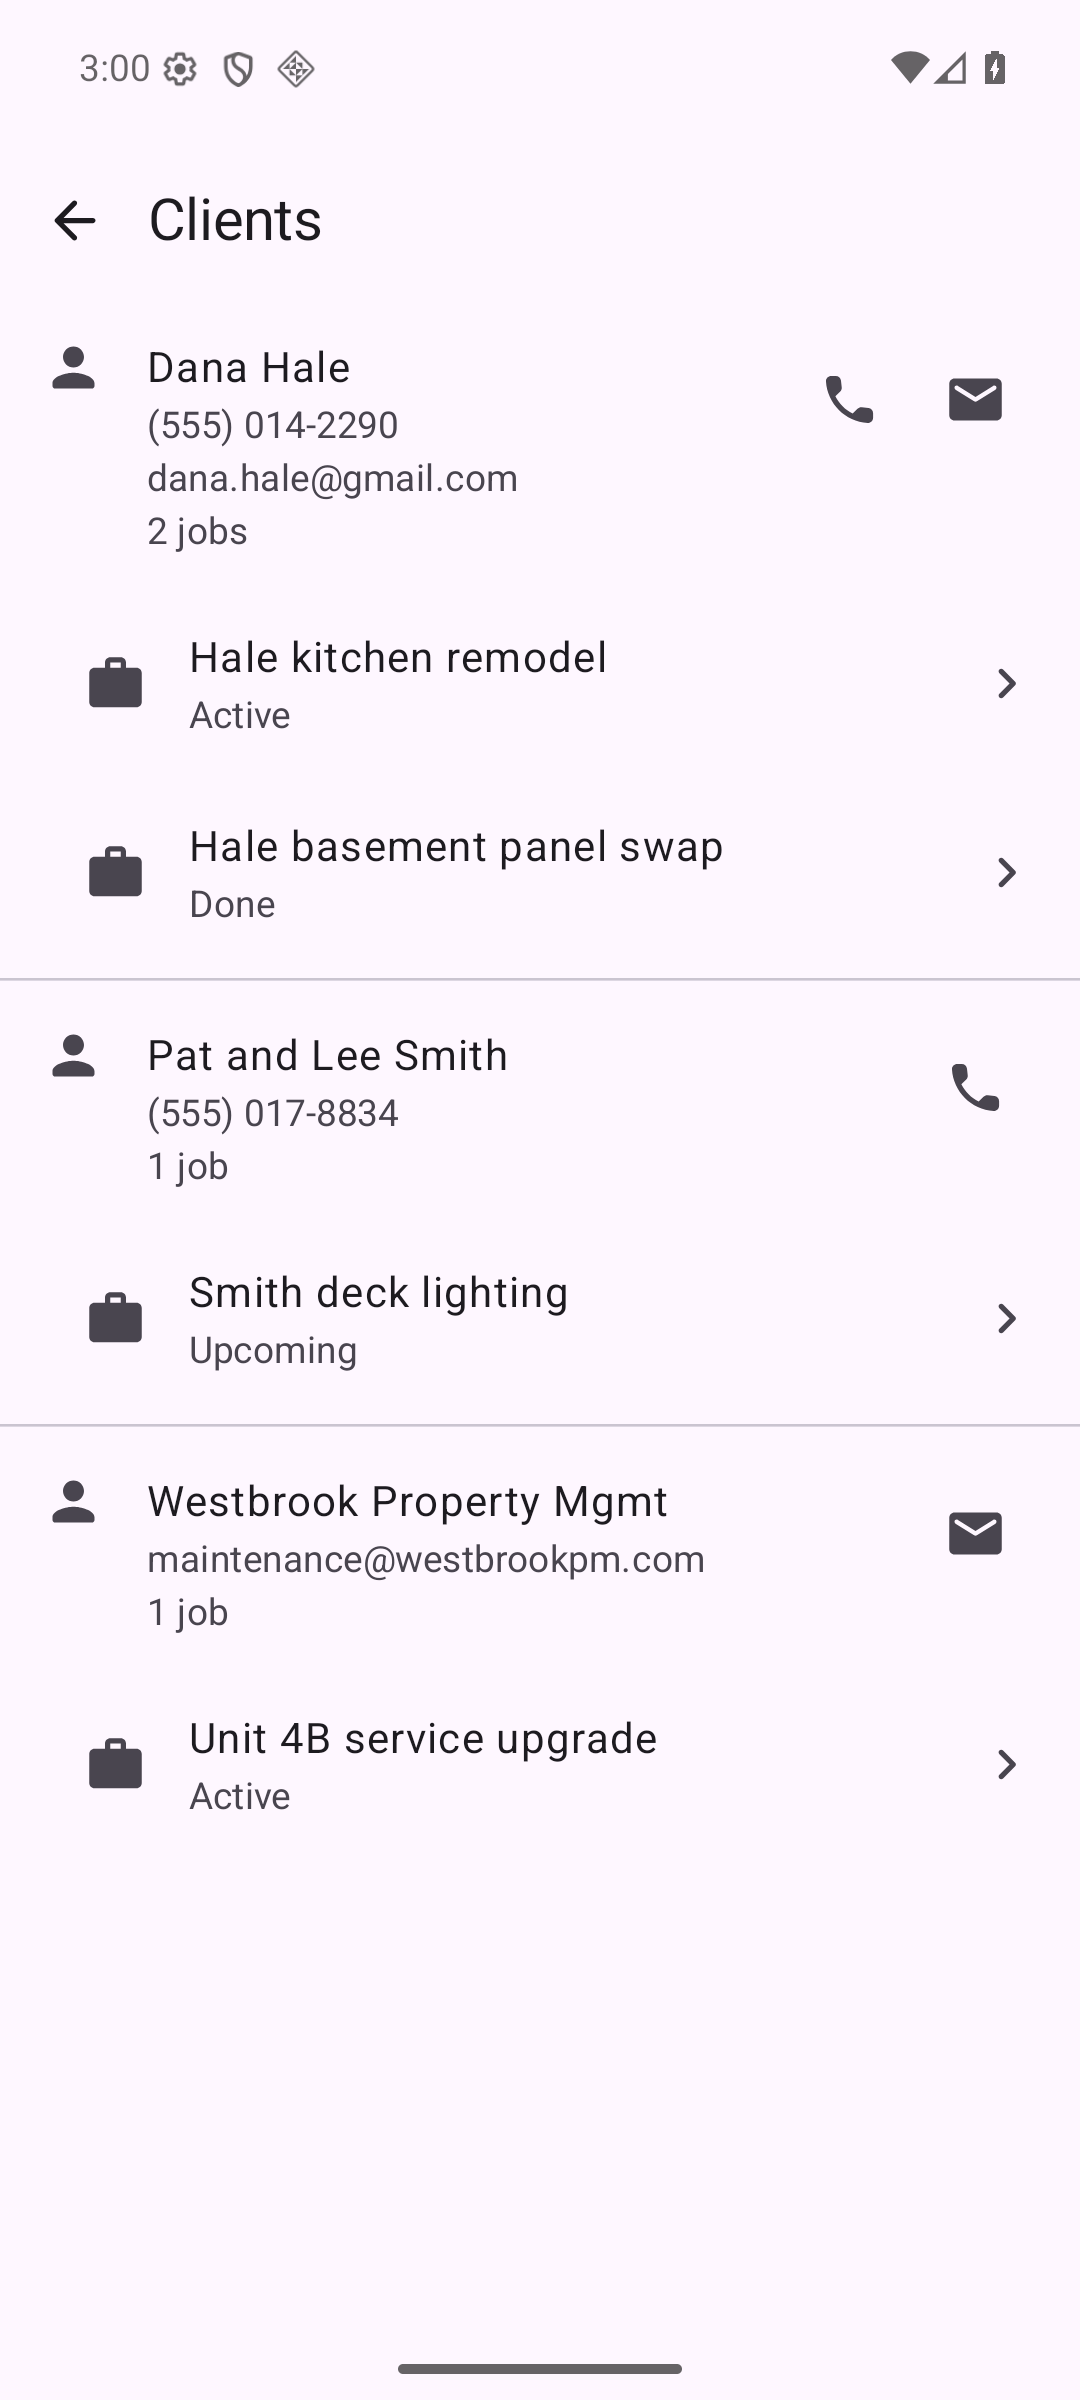 3:00
Clients
Dana Hale
(555) 014-2290
dana.hale@gmail.com
2 jobs
Hale kitchen remodel
Active
Hale basement panel swap
Done
Pat and Lee Smith
(555) 017-8834
1 job
Smith deck lighting
Upcoming
Westbrook Property Mgmt
maintenance@westbrookpm.com
1 job
Unit 4B service upgrade
Active